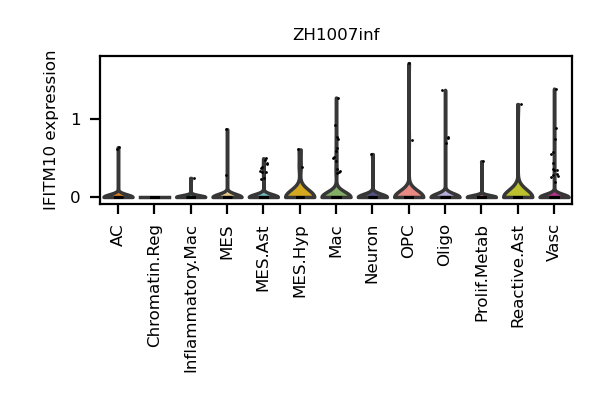 ZH1007inf
IFITM10 expression
1
0
AC
Chromatin.Reg
Inflammatory.Mac
MES
MES.Ast
MES.Hyp
Mac
Neuron
OPC
Oligo
Prolif.Metab
Reactive.Ast
Vasc